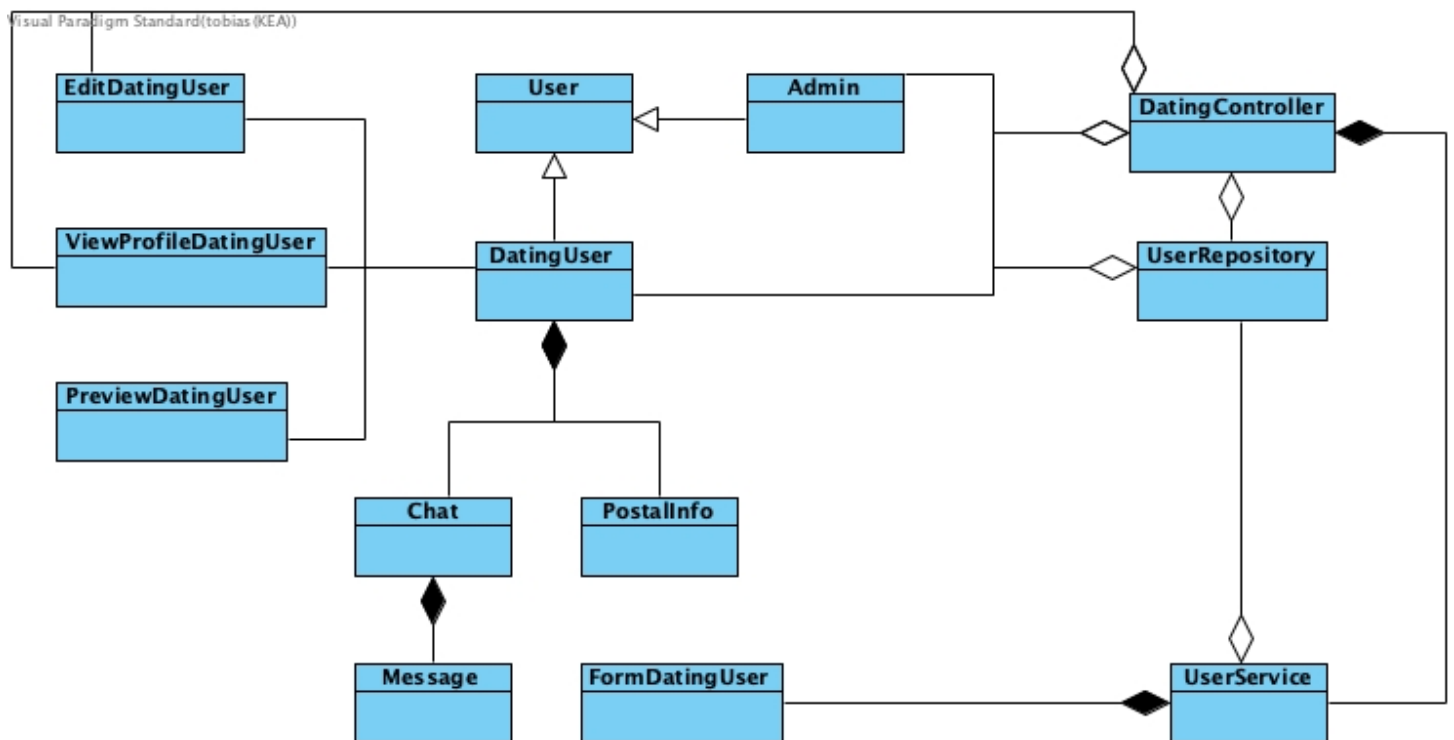 Visual Paradigm Standard(tobias(KEA))
EditDatingUser
User
Admin
DatingController
ViewProfileDatingUser
DatingUser
UserRepository
PreviewDatingUser
Chat
PostalInfo
Message
FormDatingUser
UserService